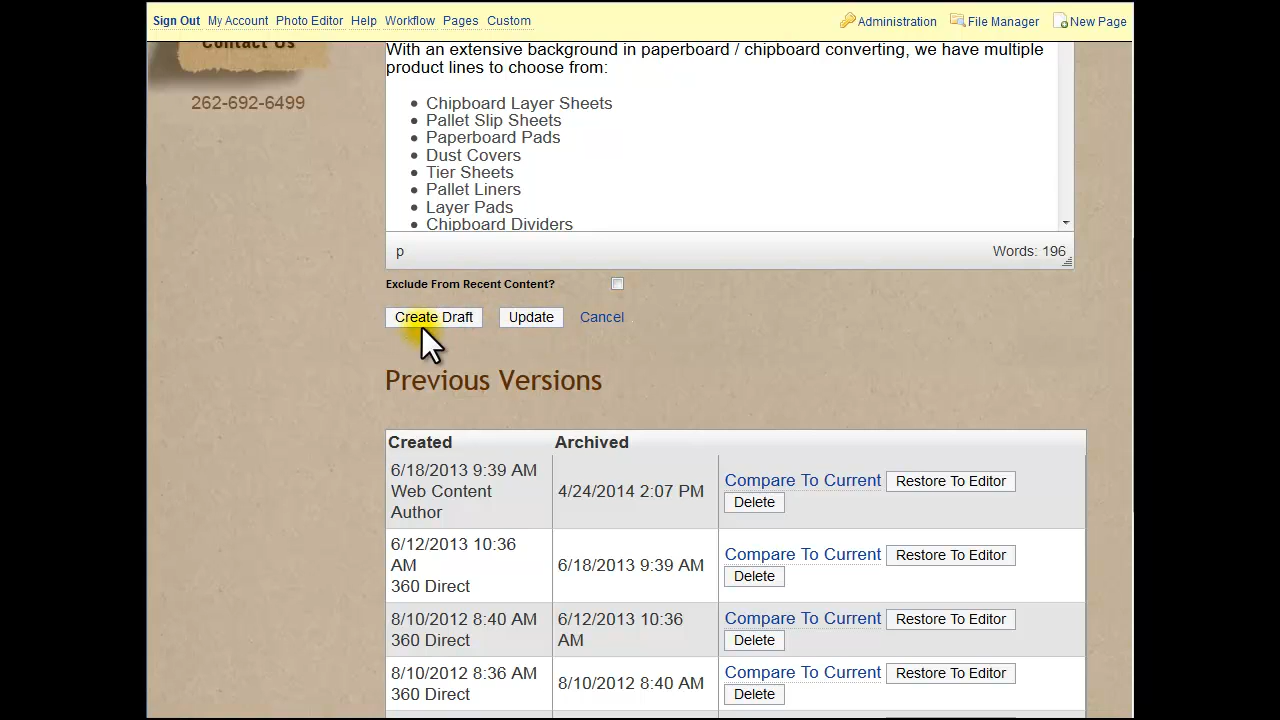 Sign Out My Account Photo Editor Help Workflow Pages Custom Administration File Manager New Page
Contact Us
262-692-6499
With an extensive background in paperboard / chipboard converting, we have multiple
product lines to choose from:
Chipboard Layer Sheets
Pallet Slip Sheets
Paperboard Pads
Dust Covers
Tier Sheets
Pallet Liners
Layer Pads
Chipboard Dividers
p Words: 196
Exclude From Recent Content?
Create Draft Update Cancel
Previous Versions
Created Archived
6/18/2013 9:39 AM
Web Content
Author
4/24/2014 2:07 PM
Compare To Current Restore To Editor
Delete
6/12/2013 10:36
AM
360 Direct
6/18/2013 9:39 AM
Compare To Current Restore To Editor
Delete
8/10/2012 8:40 AM
360 Direct
6/12/2013 10:36
AM
Compare To Current Restore To Editor
Delete
8/10/2012 8:36 AM
360 Direct
8/10/2012 8:40 AM
Compare To Current Restore To Editor
Delete